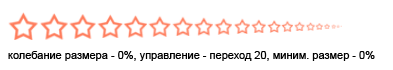 колебание размера - 0%, управление - переход 20, миним. размер - 0%